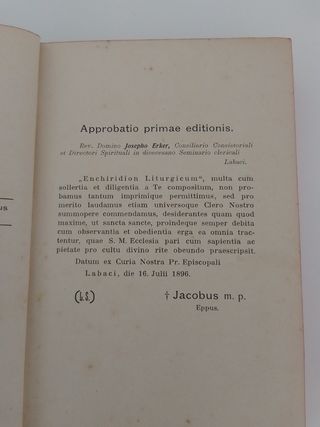 Approbatio primae editionis.
Rev. Domino Josepho Erker, Consiliario Consistoriali
et Directori Spirituali in dioecesano Seminario clericali
Labaci.
„Enchiridion Liturgicum", multa cum
sollertia et diligentia a Te compositum, non pro-
bamus tantum imprimique permittimus, sed pro
merito laudamus etiam universoque Clero Nostro
summopere commendamus, desiderantes quam quod
maxime, ut sancta sancte, proindeque semper debita
cum observantia et obedientia erga ea omnia trac-
tentur, quae S. M. Ecclesia pari cum sapientia ac
pietate pro cultu divino rite obeundo praescripsit.
Datum ex Curia Nostra Pr. Episcopali
Labaci, die 16. Julii 1896.
(L.S.)
† Jacobus m. p.
Eppus.
us